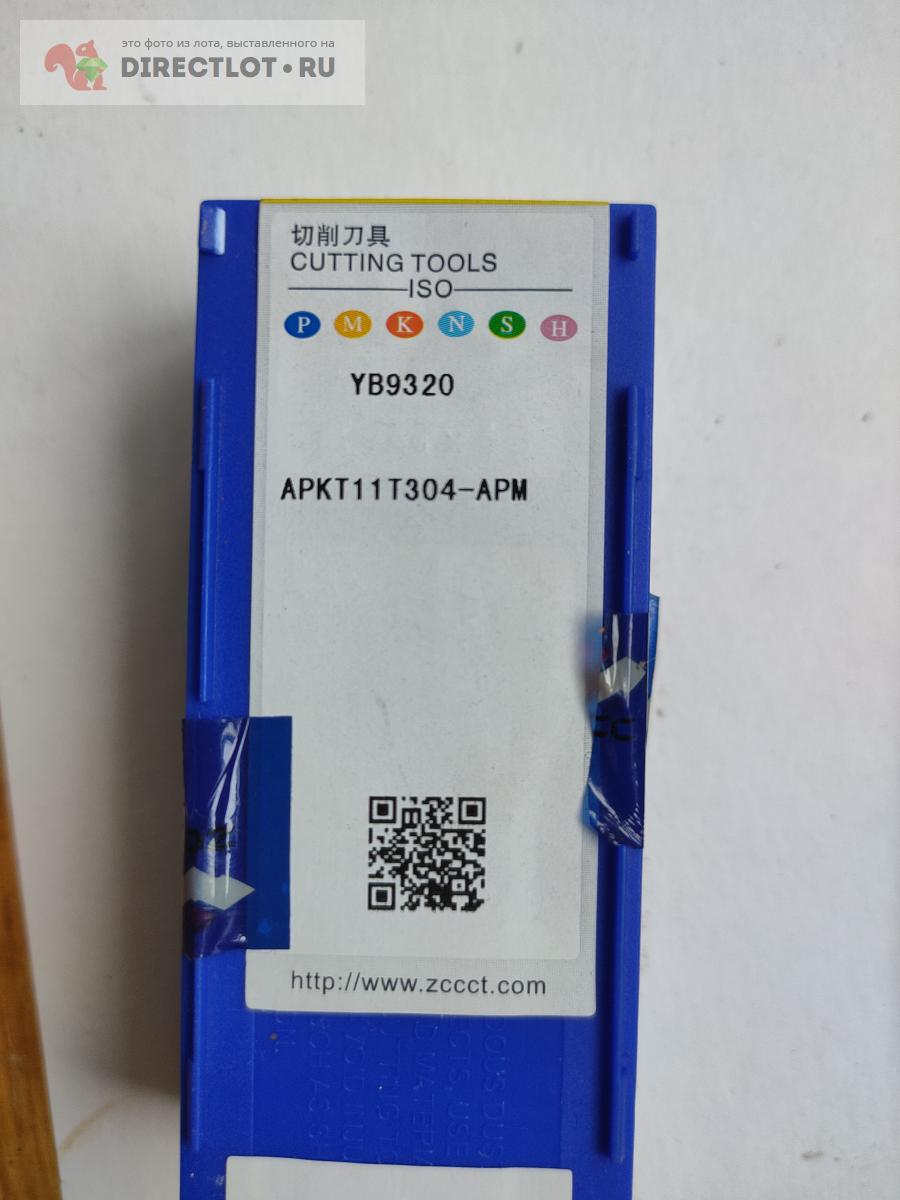 это фото из лота, выставленного на
DIRECTLOT•RU
切削刀具
CUTTING TOOLS
ISO
P M K N S H
YB9320
APKT11T304-APM
http://www.zccct.com